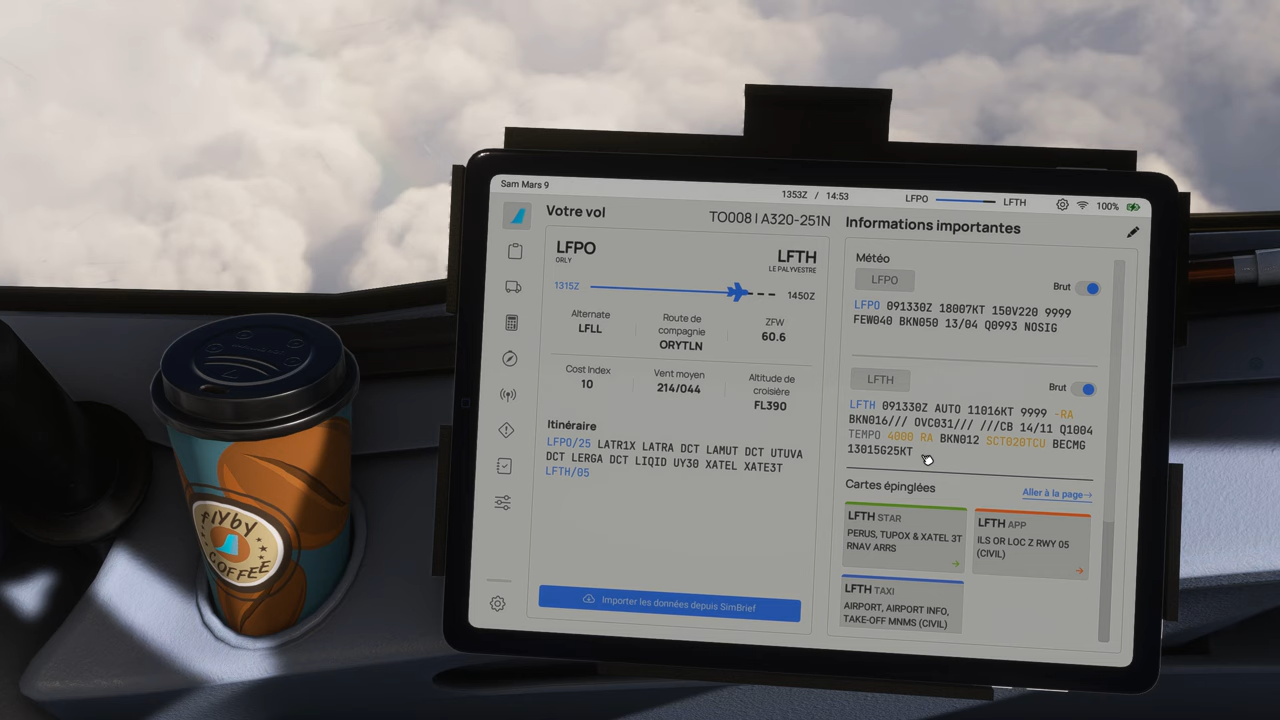 Sam Mars 9
1353Z / 14:53
LFPO
LFTH
100%
Votre vol
TO008 | A320-251N
LFPO
ORLY
LFTH
LE PALYVESTRE
1315Z
1450Z
Alternate
LFLL
Route de
compagnie
ORYTLN
ZFW
60.6
Cost Index
10
Vent moyen
214/044
Altitude de
croisière
FL390
Itinéraire
LFPO/25 LATR1X LATRA DCT LAMUT DCT UTUVA
DCT LERGA DCT LIQID UY30 XATEL XATE3T
LFTH/05
Importer les données depuis SimBrief
Informations importantes
Météo
LFPO
Brut
LFPO 091330Z 18007KT 150V220 9999
FEW040 BKN050 13/04 Q0993 NOSIG
LFTH
Brut
LFTH 091330Z AUTO 11016KT 9999 -RA
BKN016/// OVC031/// ///CB 14/11 Q1004
TEMPO 4000 RA BKN012 SCT020TCU BECMG
13015G25KT
Cartes épinglées
Aller à la page→
LFTH STAR
PERUS, TUPOX & XATEL 3T
RNAV ARRS
→
LFTH APP
ILS OR LOC Z RWY 05
(CIVIL)
→
LFTH TAXI
AIRPORT, AIRPORT INFO,
TAKE-OFF MNMS (CIVIL)
flyby
COFFEE